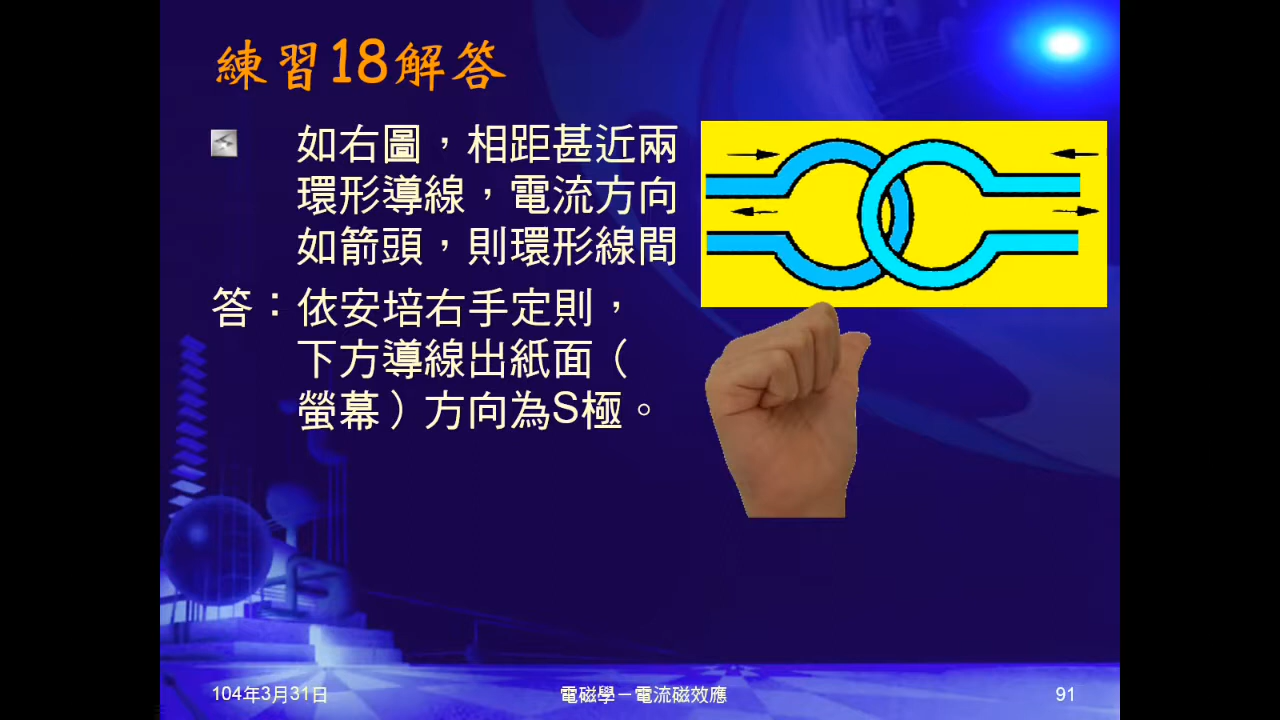 練習18解答
如右圖，相距甚近兩
環形導線，電流方向
如箭頭，則環形線間
答：依安培右手定則，
下方導線出紙面（
螢幕）方向為S極。
104年3月31日
電磁學－電流磁效應
91